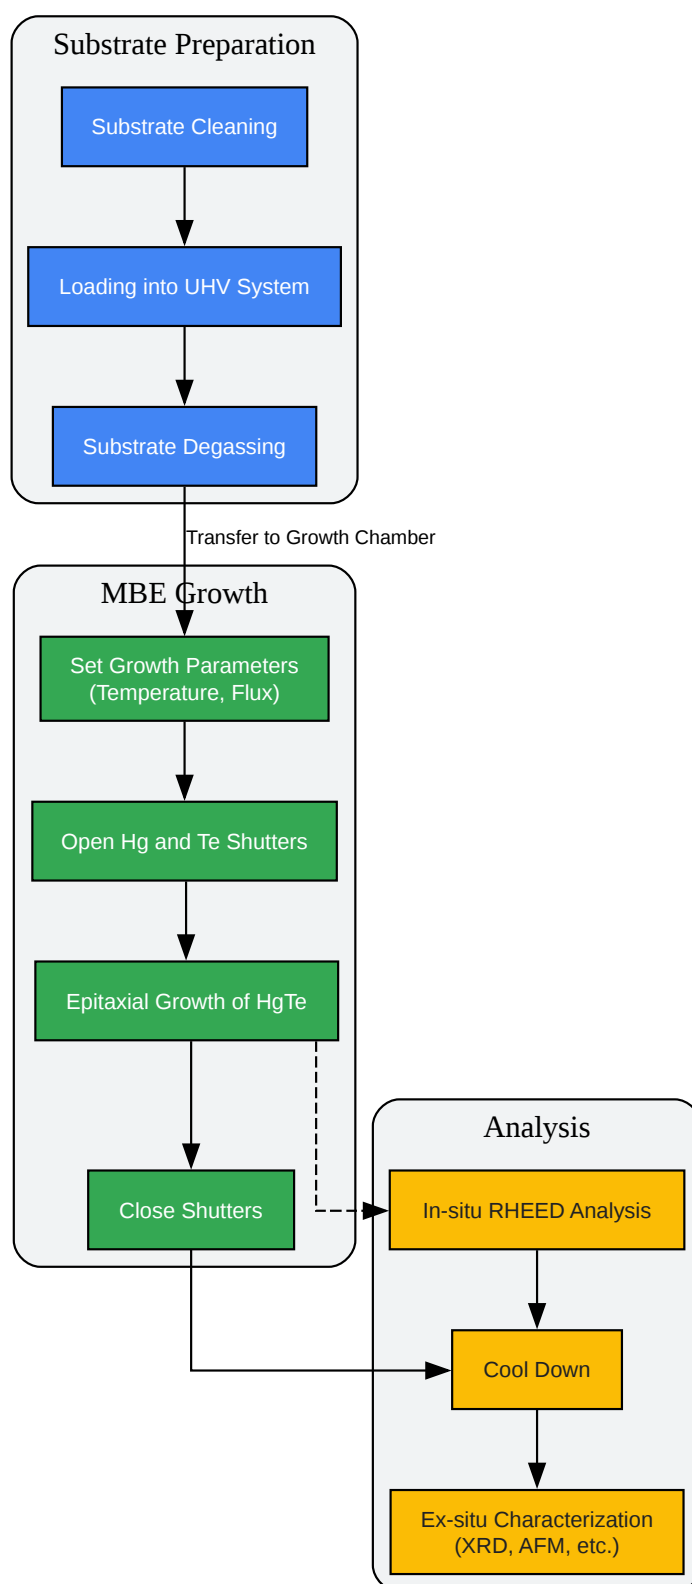 Substrate Preparation
Substrate Cleaning
Loading into UHV System
Substrate Degassing
Transfer to Growth Chamber
MBE Growth
Set Growth Parameters
(Temperature, Flux)
Open Hg and Te Shutters
Epitaxial Growth of HgTe
Close Shutters
Analysis
In-situ RHEED Analysis
Cool Down
Ex-situ Characterization
(XRD, AFM, etc.)